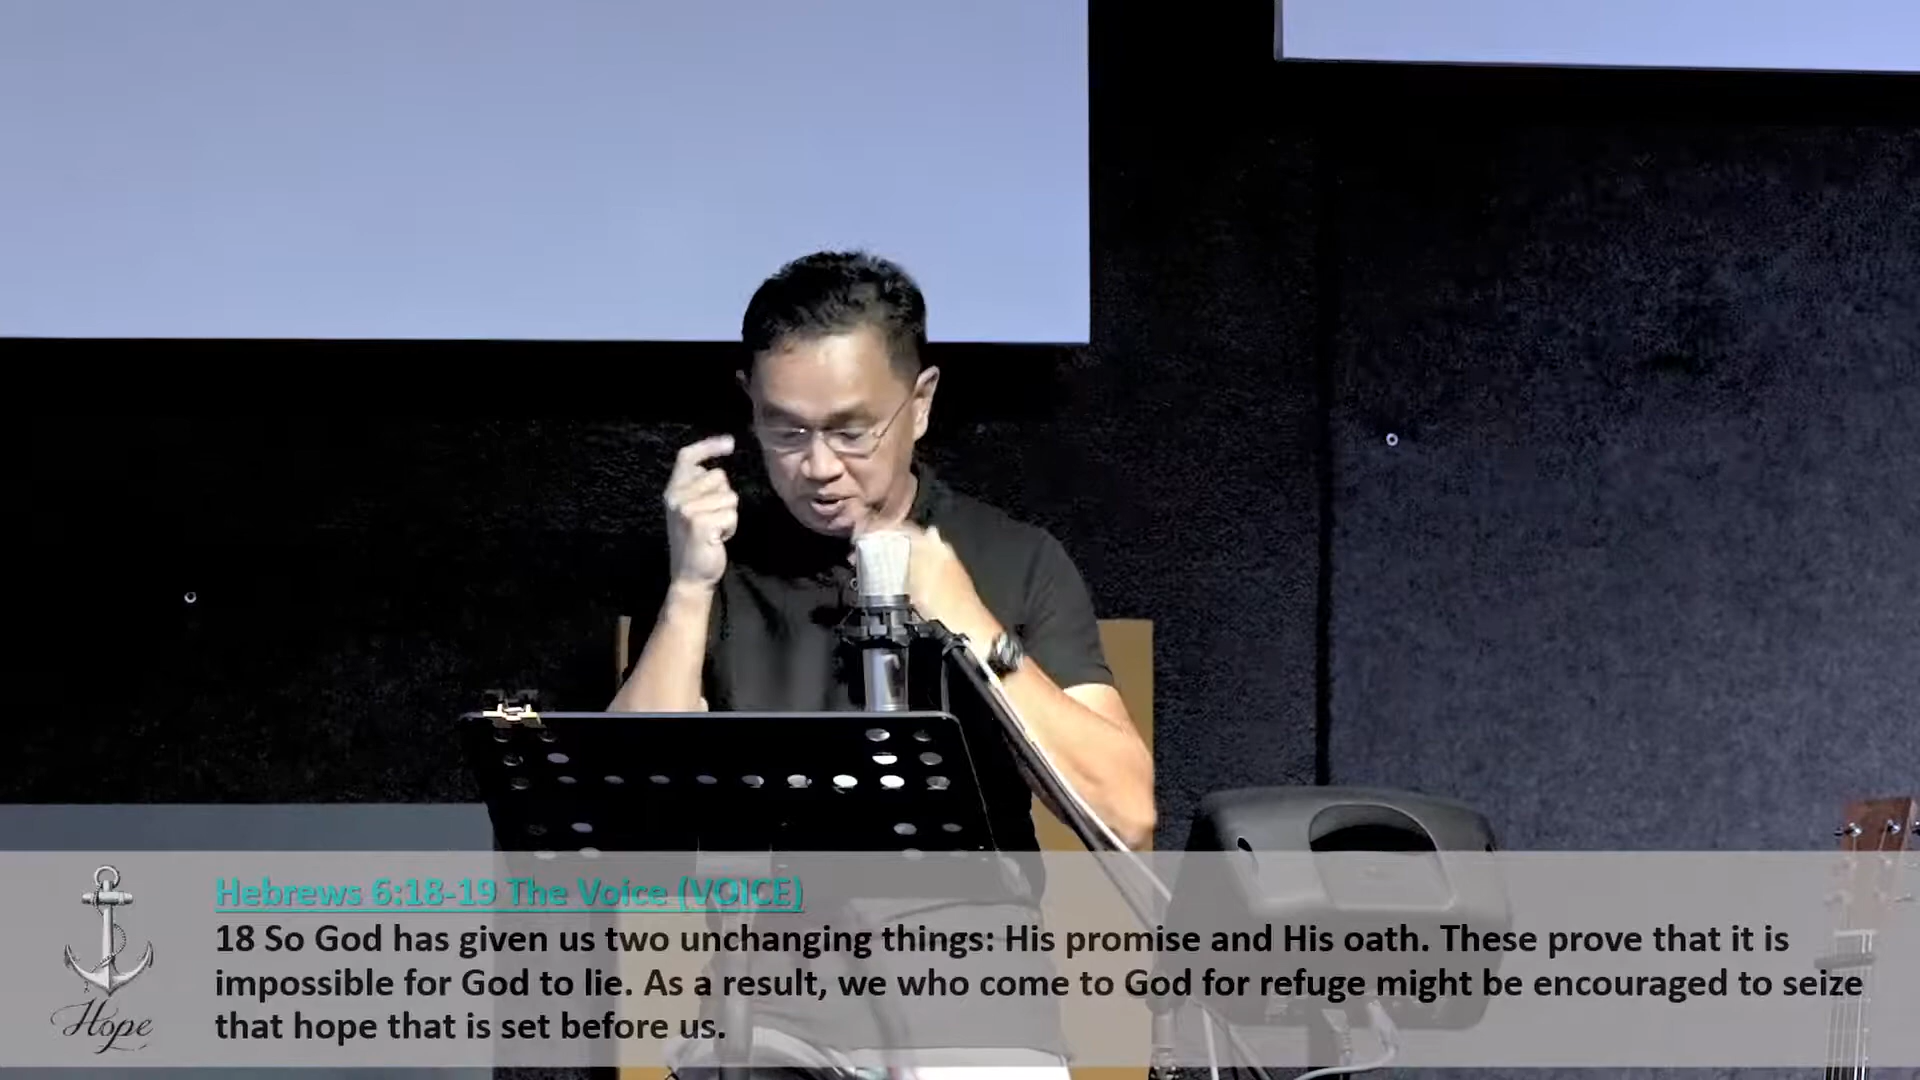 Hebrews 6:18-19 The Voice (VOICE)
18 So God has given us two unchanging things: His promise and His oath. These prove that it is
impossible for God to lie. As a result, we who come to God for refuge might be encouraged to seize
that hope that is set before us.
Hope